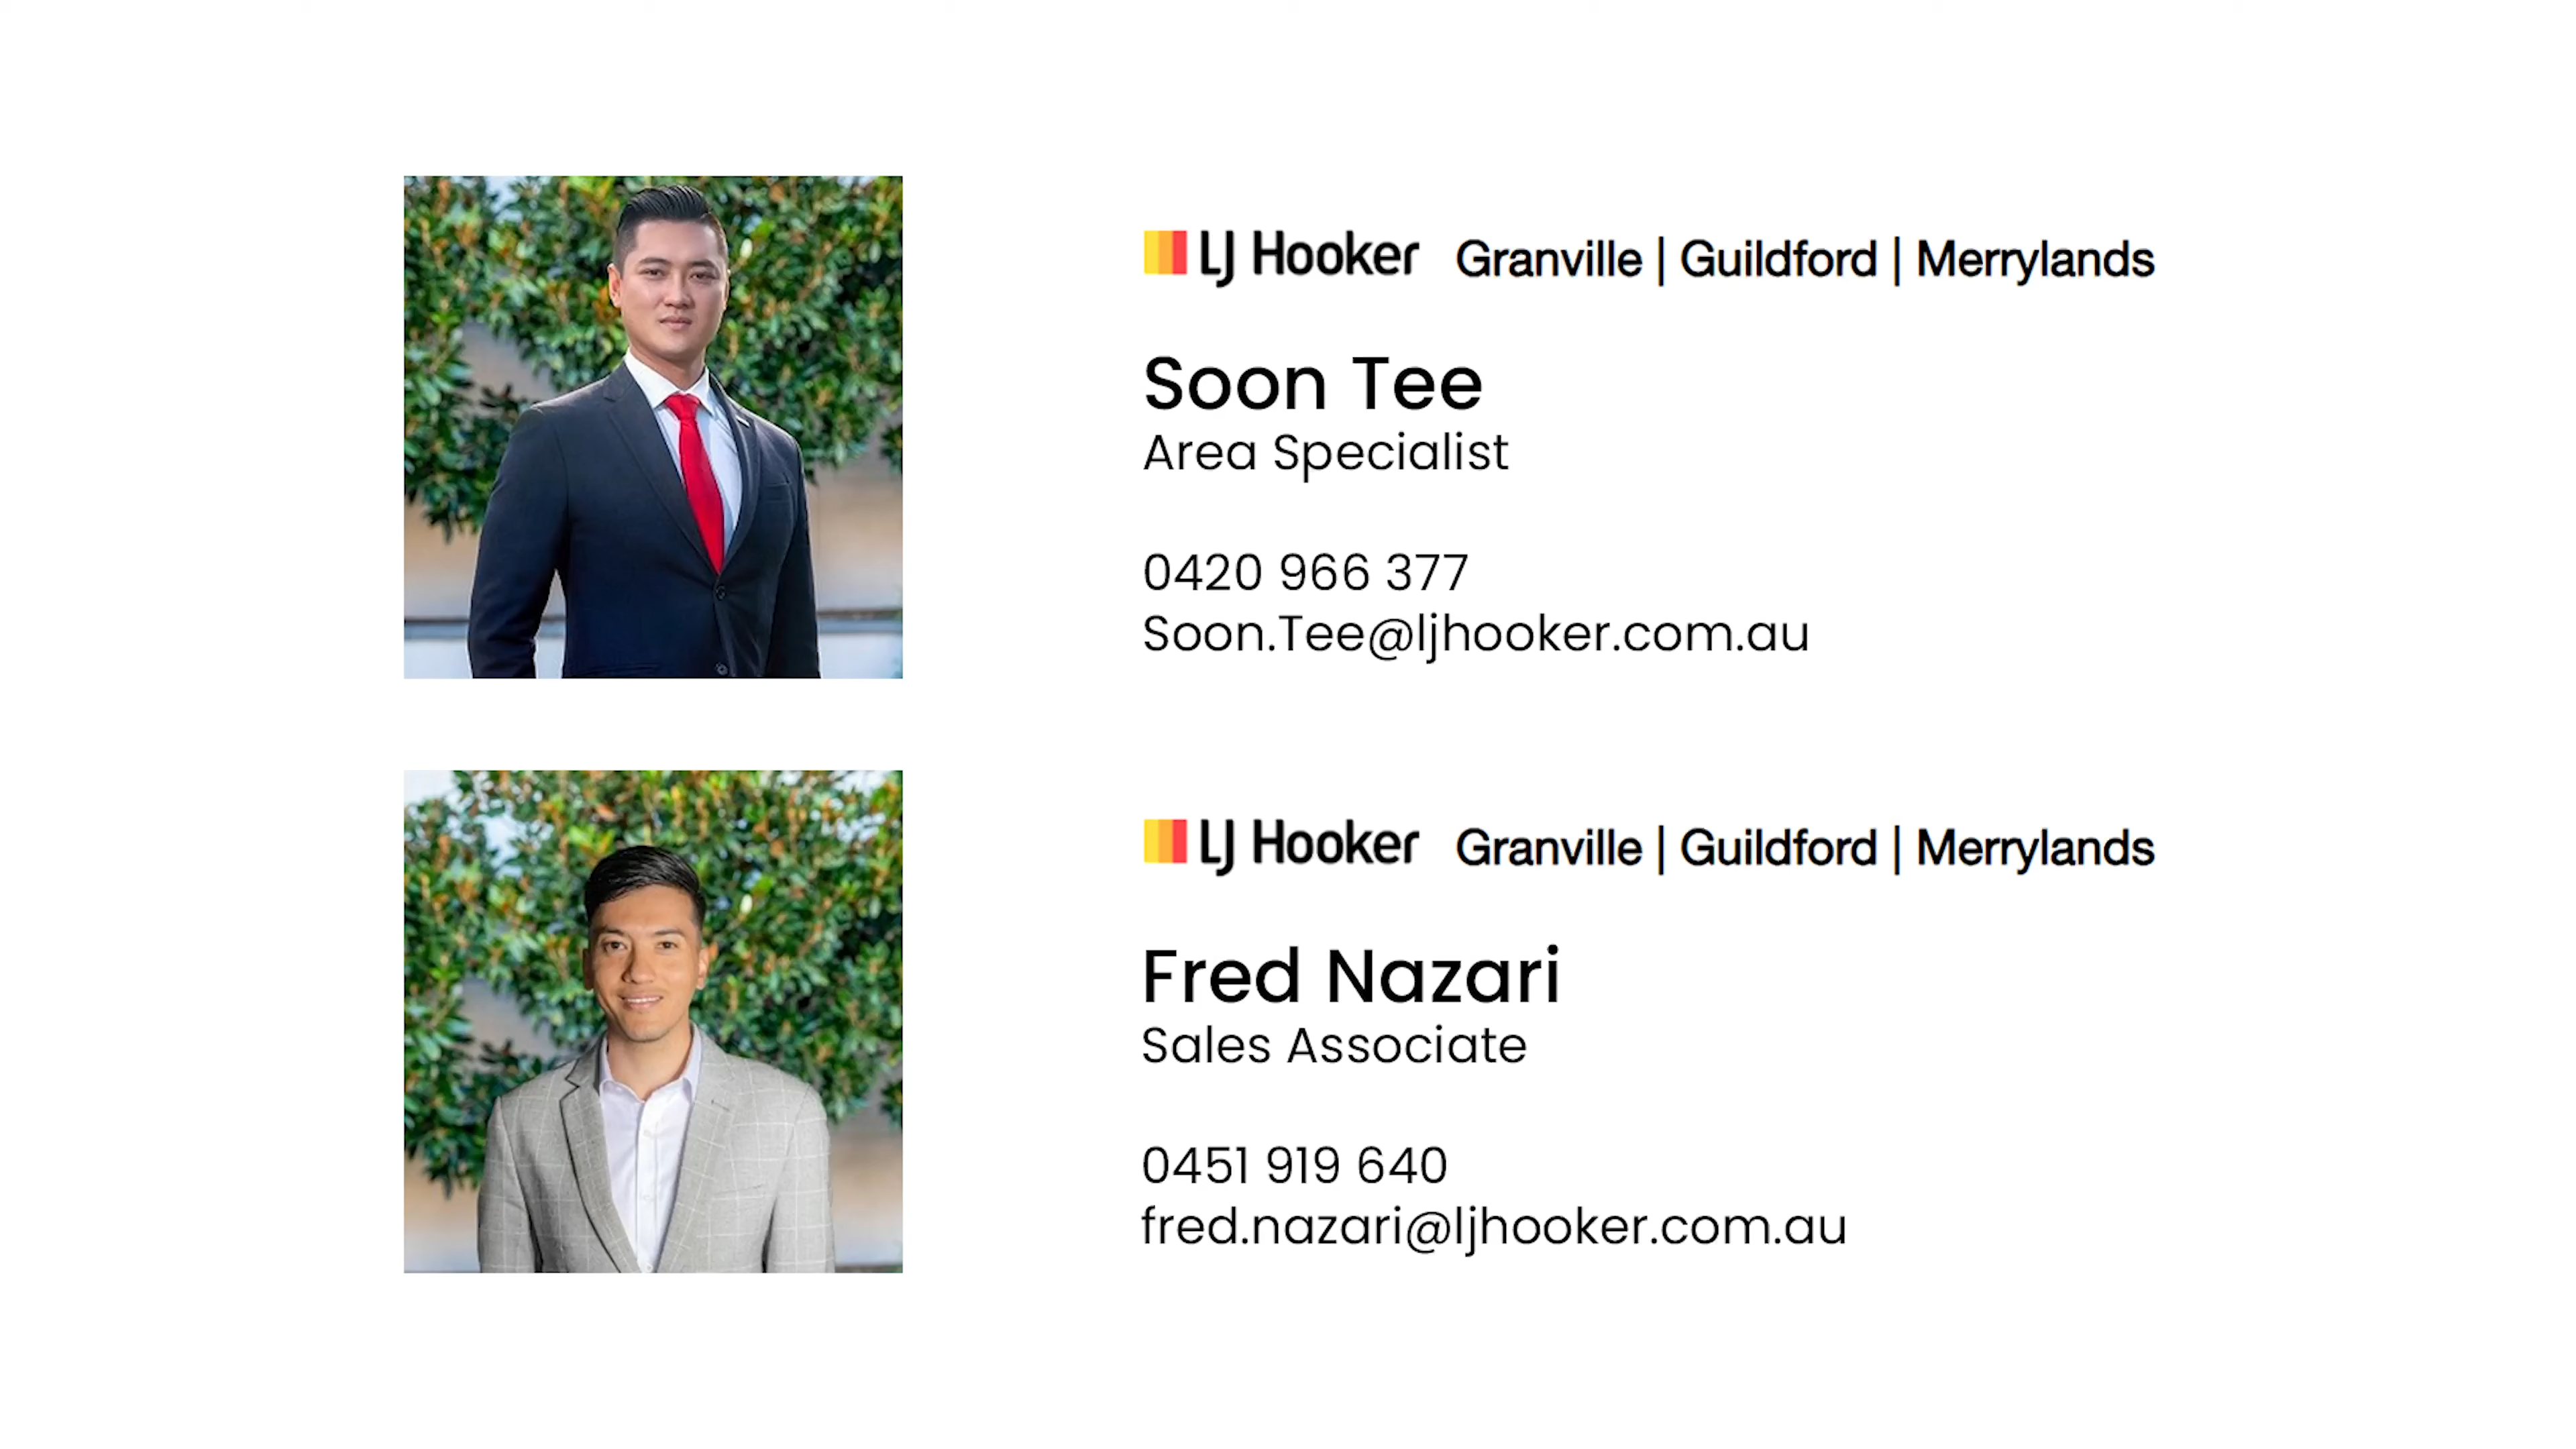 LJ Hooker Granville | Guildford | Merrylands
Soon Tee
Area Specialist
0420 966 377
Soon.Tee@ljhooker.com.au
LJ Hooker Granville | Guildford | Merrylands
Fred Nazari
Sales Associate
0451 919 640
fred.nazari@ljhooker.com.au